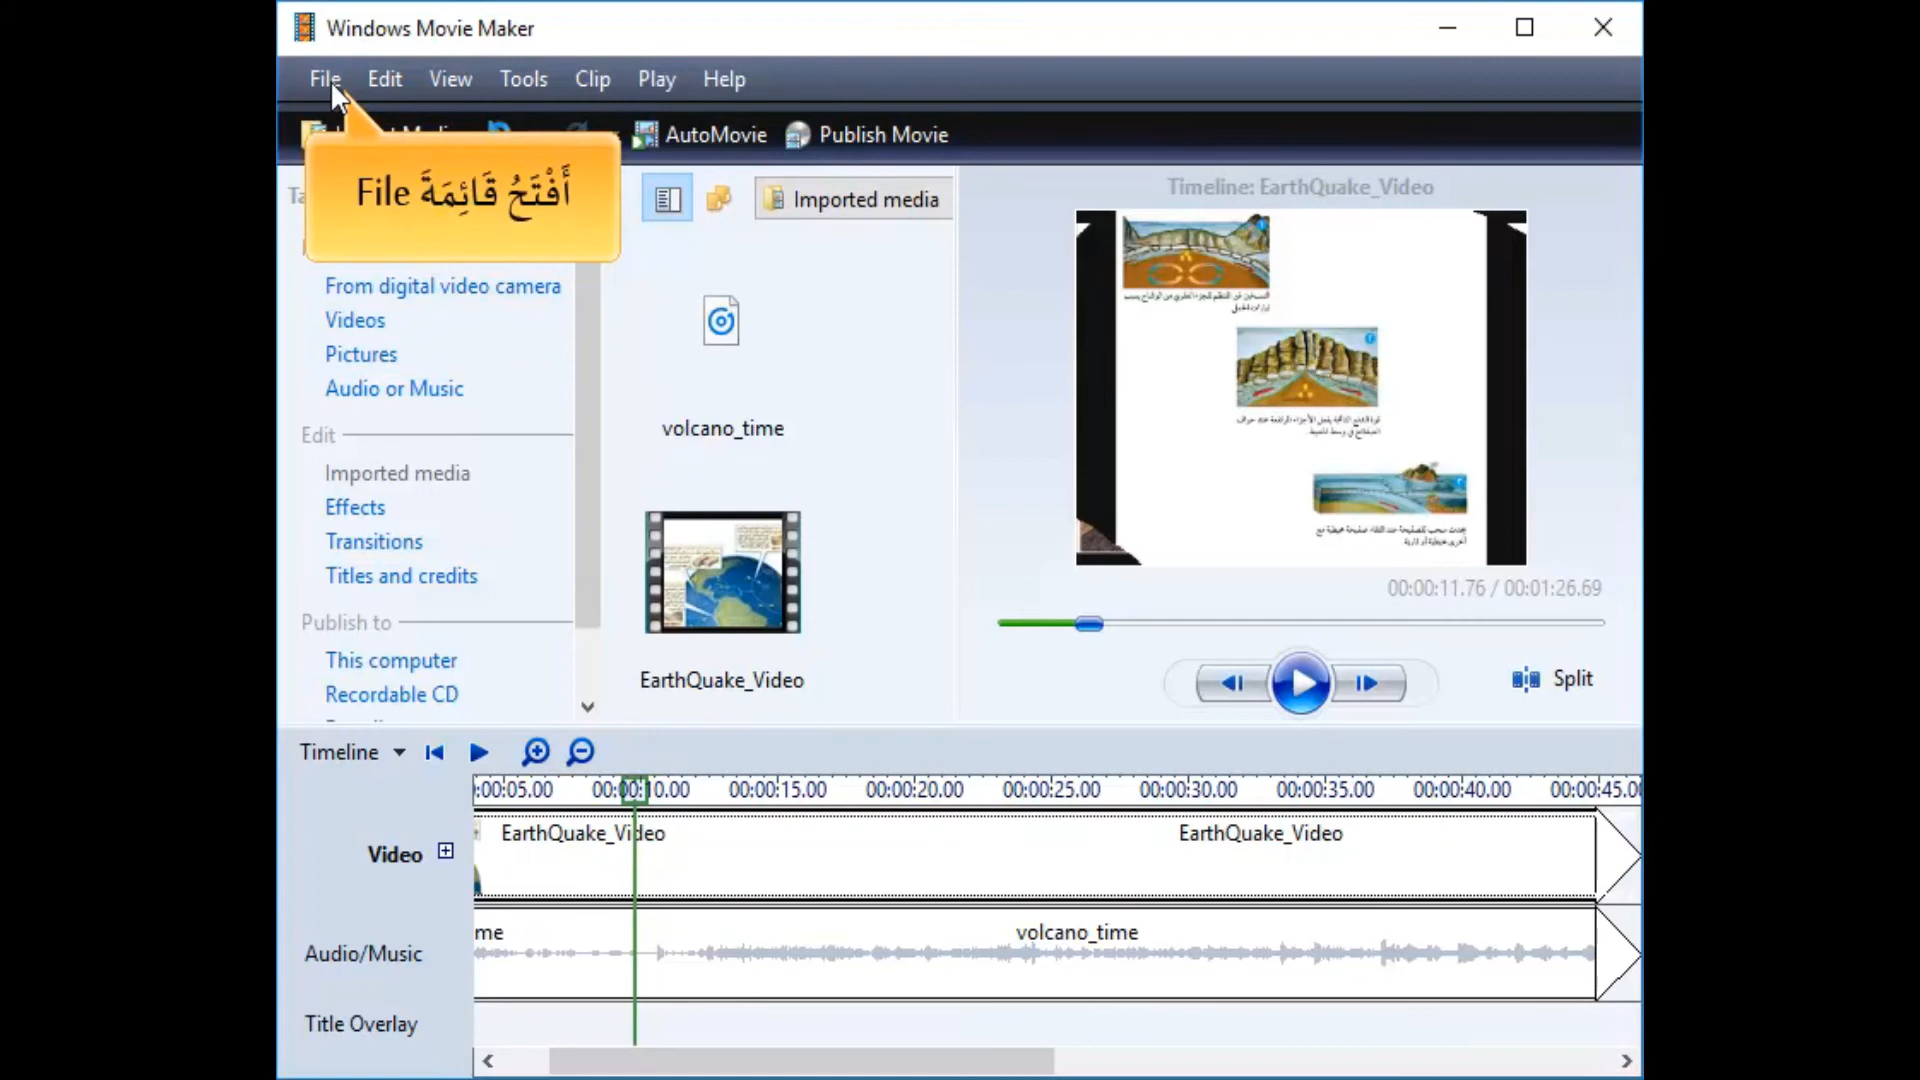 Windows Movie Maker
File Edit View Tools Clip Play Help
AutoMovie Publish Movie
أَفْتَحُ قَائِمَةَ File
Imported media
Timeline: EarthQuake_Video
From digital video camera
Videos
Pictures
Audio or Music
Edit
Imported media
Effects
Transitions
Titles and credits
Publish to
This computer
Recordable CD
volcano_time
EarthQuake_Video
00:00:11.76 / 00:01:26.69
Split
Timeline
:00:05.00 00:00:10.00 00:00:15.00 00:00:20.00 00:00:25.00 00:00:30.00 00:00:35.00 00:00:40.00 00:00:45.0
Video
EarthQuake_Video EarthQuake_Video
Audio/Music
me volcano_time
Title Overlay